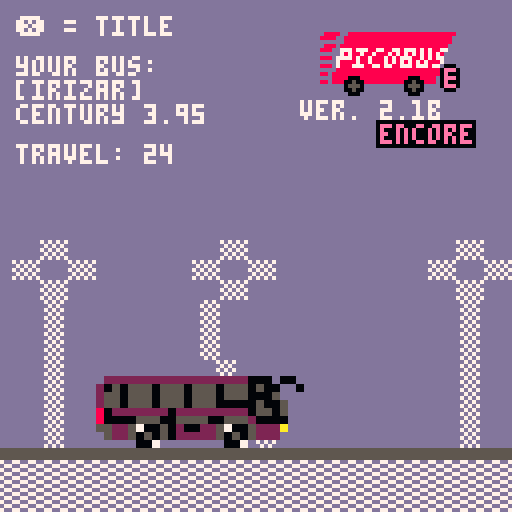 ❎ = TITLE
YOUR BUS:
[IRIZAR]
CENTURY 3.95
TRAVEL: 24
PICOBUS
E
VER. 2.1B
ENCORE